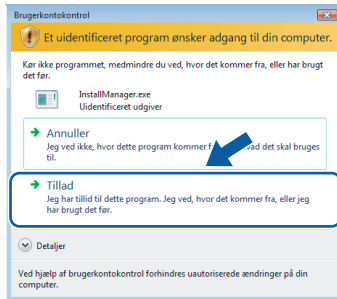 Brugerkontokontrol
Et uidentificeret program ønsker adgang til din computer.
Kør ikke programmet, medmindre du ved, hvor det kommer fra, eller har brugt
det før.
InstallManager.exe
Uidentificeret udgiver
Annuller
Jeg ved ikke, hvor dette program kommer vad det skal bruges
til.
Tillad
Jeg har tillid til dette program. Jeg ved, hvor det kommer fra, eller jeg
har brugt det før.
Detaljer
Ved hjælp af brugerkontokontrol forhindres uautoriserede ændringer på din
computer.